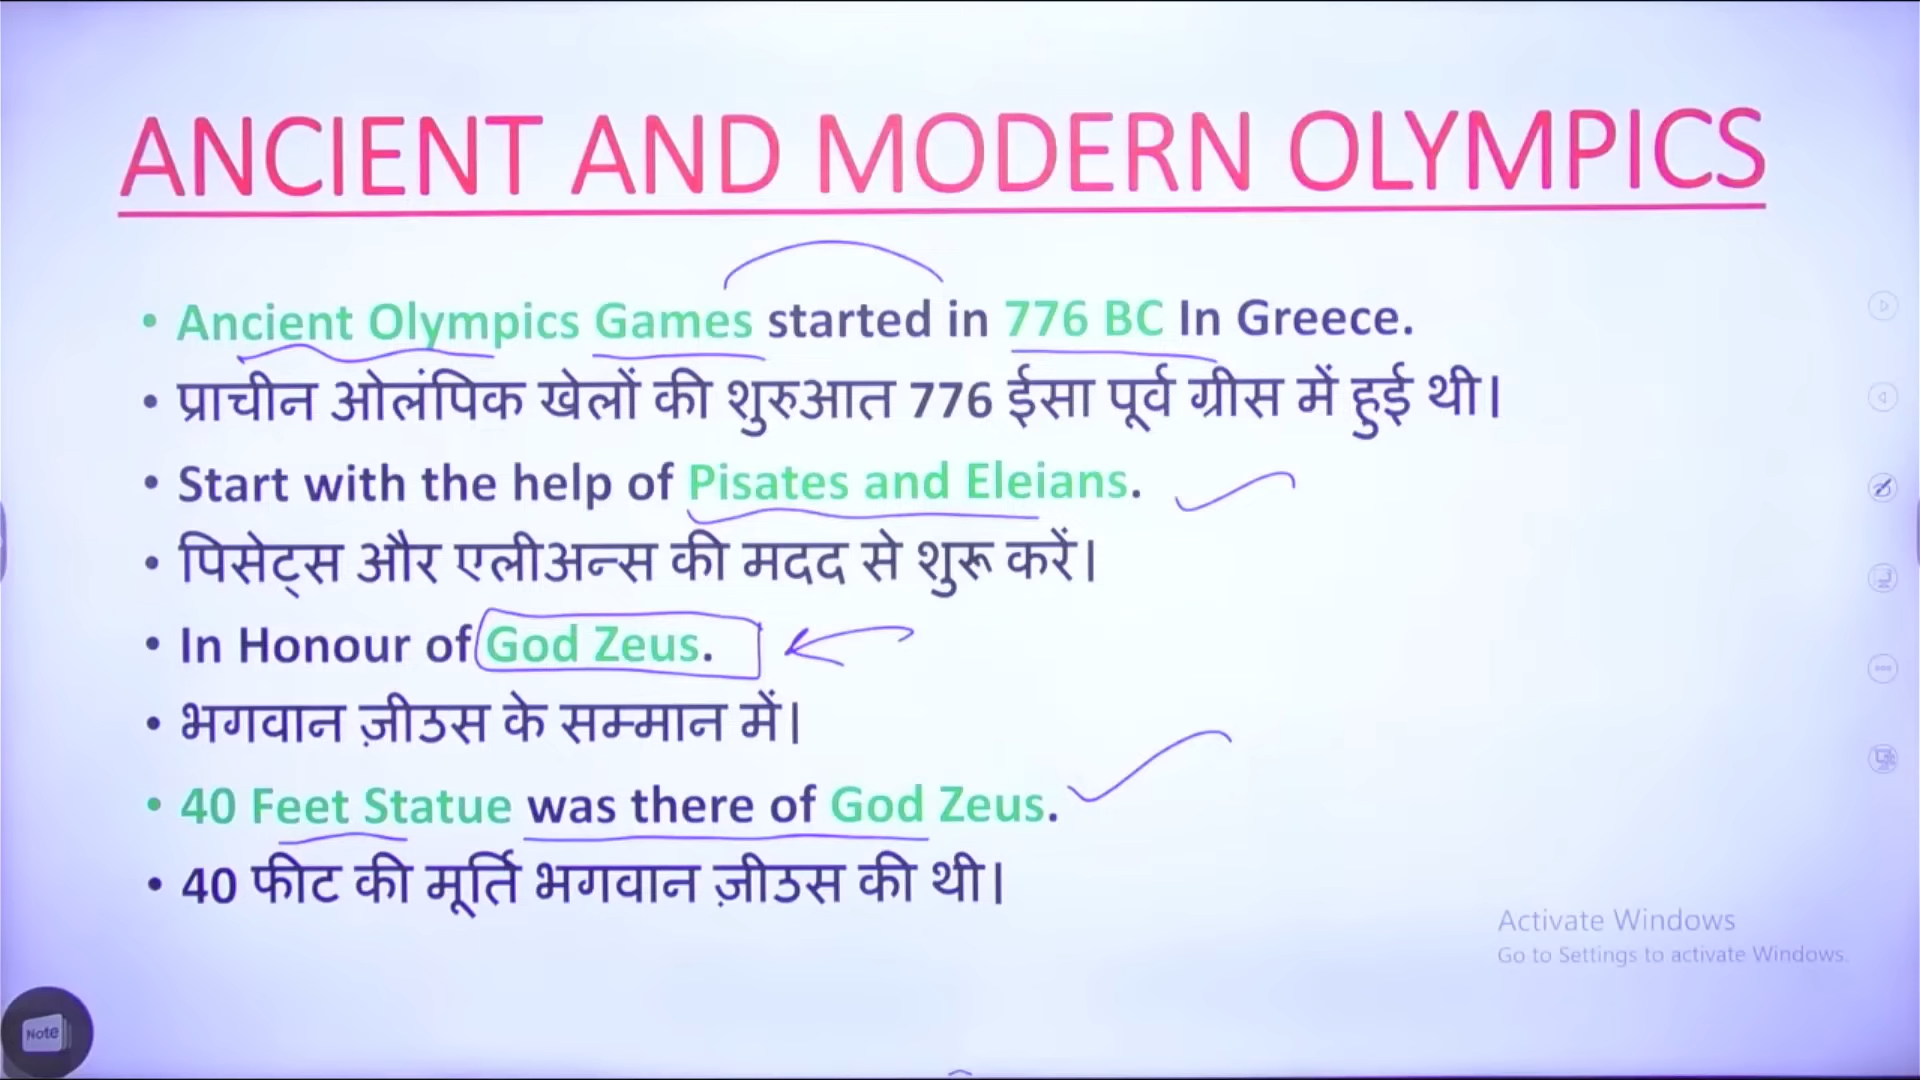 ANCIENT AND MODERN OLYMPICS
• Ancient Olympics Games started in 776 BC In Greece.
• प्राचीन ओलंपिक खेलों की शुरुआत 776 ईसा पूर्व ग्रीस में हुई थी।
• Start with the help of Pisates and Eleians.
• पिसेट्स और एलीअन्स की मदद से शुरू करें।
• In Honour of God Zeus.
• भगवान ज़ीउस के सम्मान में।
• 40 Feet Statue was there of God Zeus.
• 40 फीट की मूर्ति भगवान ज़ीउस की थी।
Activate Windows
Go to Settings to activate Windows.
Note